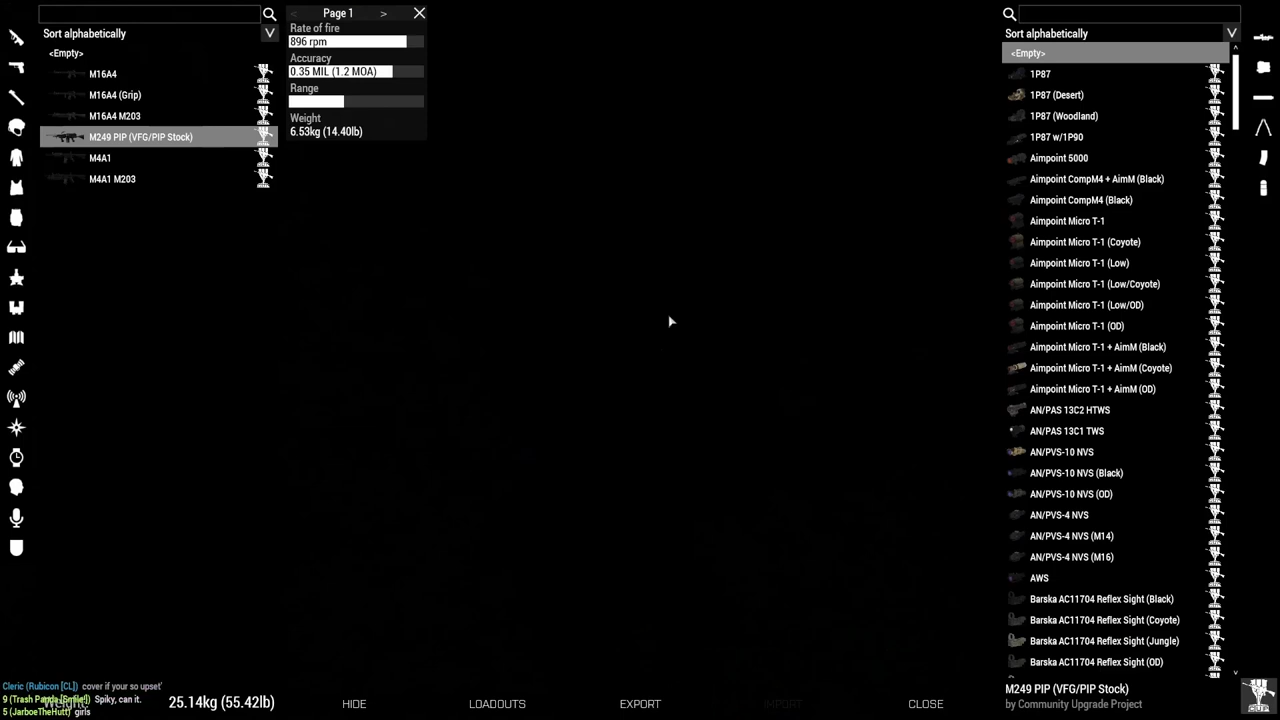 Sort alphabetically
<Empty>
M16A4
M16A4 (Grip)
M16A4 M203
M249 PIP (VFG/PIP Stock)
M4A1
M4A1 M203
< Page 1 >
Rate of fire
896 rpm
Accuracy
0.35 MIL (1.2 MOA)
Range
Weight
6.53kg (14.40lb)
Sort alphabetically
<Empty>
1P87
1P87 (Desert)
1P87 (Woodland)
1P87 w/1P90
Aimpoint 5000
Aimpoint CompM4 + AimM (Black)
Aimpoint CompM4 (Black)
Aimpoint Micro T-1
Aimpoint Micro T-1 (Coyote)
Aimpoint Micro T-1 (Low)
Aimpoint Micro T-1 (Low/Coyote)
Aimpoint Micro T-1 (Low/OD)
Aimpoint Micro T-1 (OD)
Aimpoint Micro T-1 + AimM (Black)
Aimpoint Micro T-1 + AimM (Coyote)
Aimpoint Micro T-1 + AimM (OD)
AN/PAS 13C2 HTWS
AN/PAS 13C1 TWS
AN/PVS-10 NVS
AN/PVS-10 NVS (Black)
AN/PVS-10 NVS (OD)
AN/PVS-4 NVS
AN/PVS-4 NVS (M14)
AN/PVS-4 NVS (M16)
AWS
Barska AC11704 Reflex Sight (Black)
Barska AC11704 Reflex Sight (Coyote)
Barska AC11704 Reflex Sight (Jungle)
Barska AC11704 Reflex Sight (OD)
M249 PIP (VFG/PIP Stock)
by Community Upgrade Project
Cleric (Rubicon [CL]) cover if your so upset'
9 (Trash Panda [Smile!]) Spiky, can it.
5 (JarboeTheHutt) girls
25.14kg (55.42lb)
HIDE
LOADOUTS
EXPORT
IMPORT
CLOSE